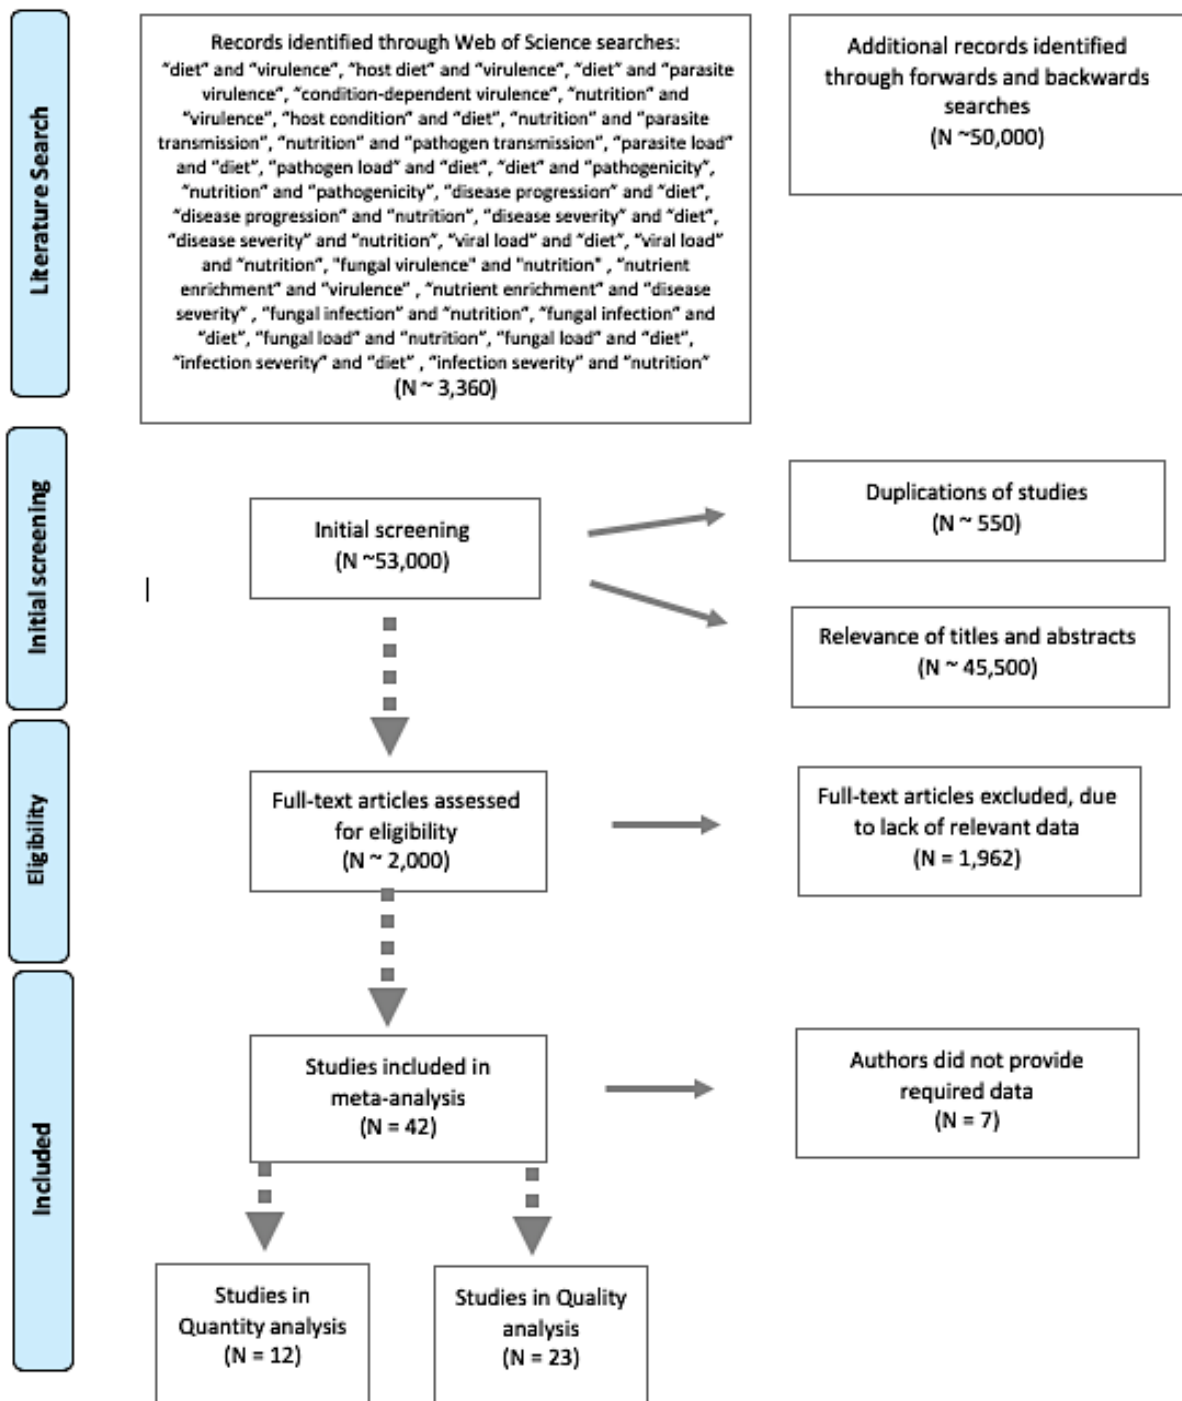 Literature Search
Records identified through Web of Science searches:
"diet" and "virulence", "host diet" and "virulence", "diet" and "parasite
virulence", "condition-dependent virulence", "nutrition" and
"virulence", "host condition" and "diet", "nutrition" and "parasite
transmission", "nutrition" and "pathogen transmission", "parasite load"
and "diet", "pathogen load" and "diet", "diet" and "pathogenicity",
"nutrition" and "pathogenicity", "disease progression" and "diet",
"disease progression" and "nutrition", "disease severity" and "diet",
"disease severity" and "nutrition", "viral load" and "diet", "viral load"
and "nutrition", "fungal virulence" and "nutrition" , "nutrient
enrichment" and "virulence" , "nutrient enrichment" and "disease
severity" , "fungal infection" and "nutrition", "fungal infection" and
"diet", "fungal load" and "nutrition", "fungal load" and "diet",
"infection severity" and "diet" , "infection severity" and "nutrition"
(N ~ 3,360)
Additional records identified
through forwards and backwards
searches
(N ~50,000)
Initial screening
Initial screening
(N ~53,000)
Duplications of studies
(N ~ 550)
Relevance of titles and abstracts
(N ~ 45,500)
Eligibility
Full-text articles assessed
for eligibility
(N ~ 2,000)
Full-text articles excluded, due
to lack of relevant data
(N = 1,962)
Included
Studies included in
meta-analysis
(N = 42)
Authors did not provide
required data
(N = 7)
Studies in
Quantity analysis
(N = 12)
Studies in Quality
analysis
(N = 23)